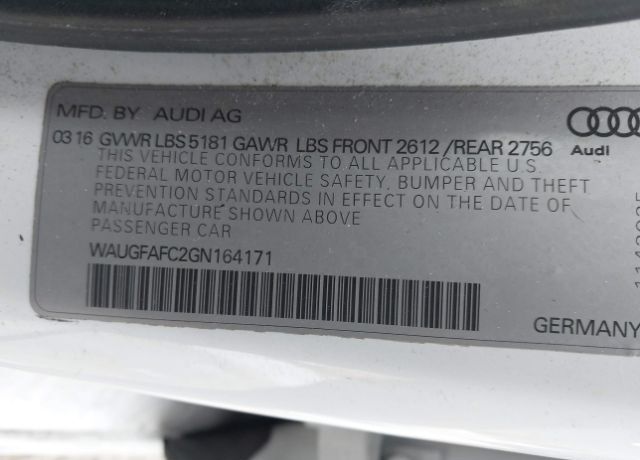 MFD. BY AUDI AG
03 16 GVWR LBS 5181 GAWR LBS FRONT 2612 /REAR 2756
Audi
THIS VEHICLE CONFORMS TO ALL APPLICABLE U.S.
FEDERAL MOTOR VEHICLE SAFETY, BUMPER AND THEFT
PREVENTION STANDARDS IN EFFECT ON THE DATE OF
MANUFACTURE SHOWN ABOVE
PASSENGER CAR
WAUGFAFC2GN164171
GERMANY